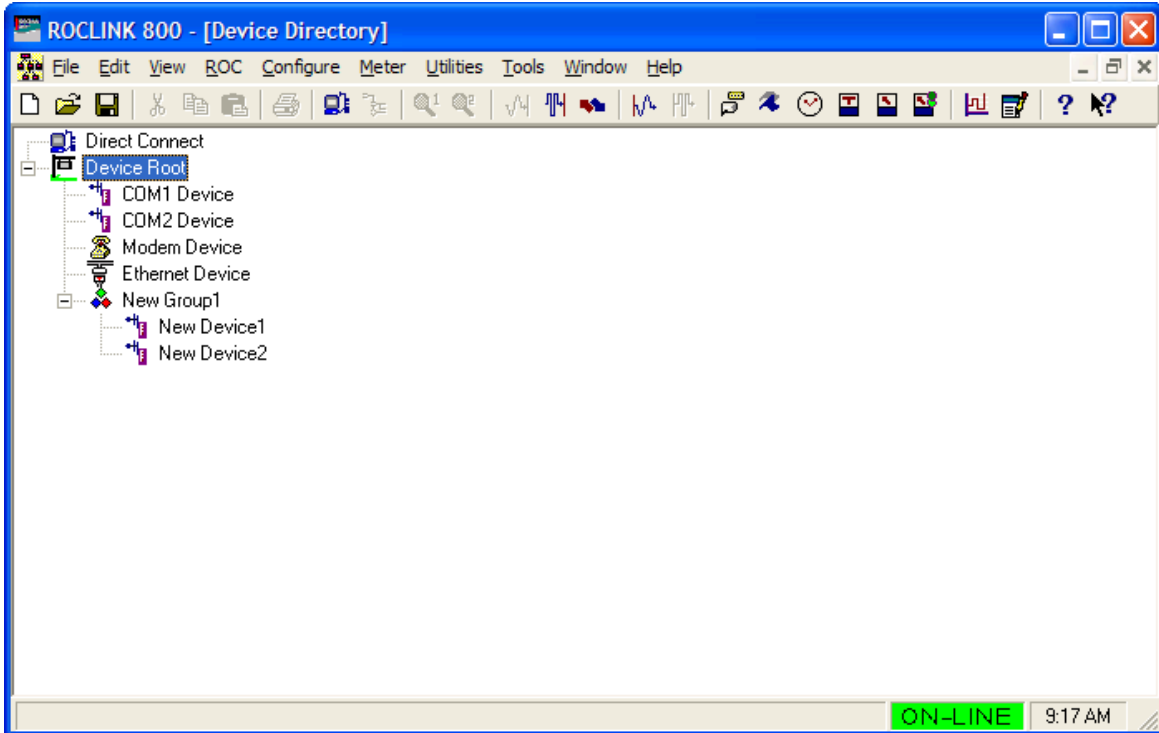 ROCLINK 800 - [Device Directory]
File Edit View ROC Configure Meter Utilities Tools Window Help
Direct Connect
Device Root
COM1 Device
COM2 Device
Modem Device
Ethernet Device
New Group1
New Device1
New Device2
ON-LINE 9:17 AM